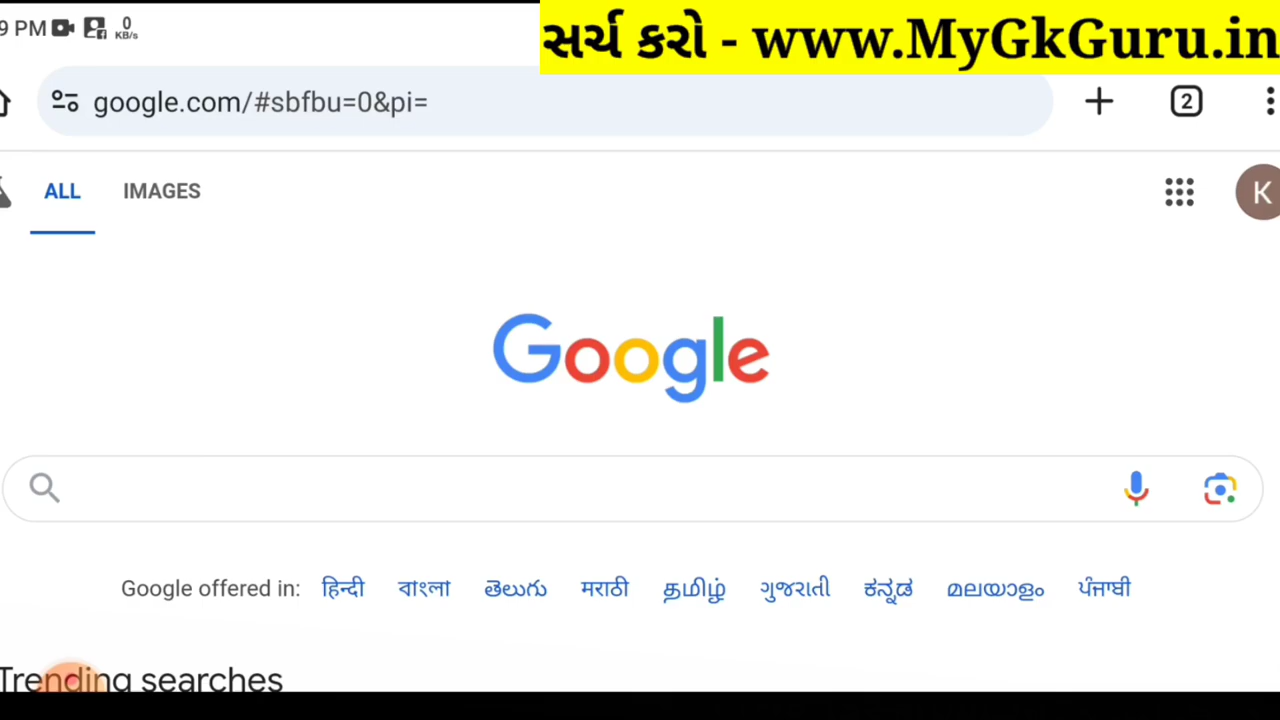 9 PM 0 KB/s
સર્ચ કરો - www.MyGkGuru.in
google.com/#sbfbu=0&pi=
2
ALL IMAGES
K
Google
Google offered in: हिन्दी বাংলা తెలుగు मराठी தமிழ் ગુજરાતી ಕನ್ನಡ മലയാളം ਪੰਜਾਬੀ
Trending searches